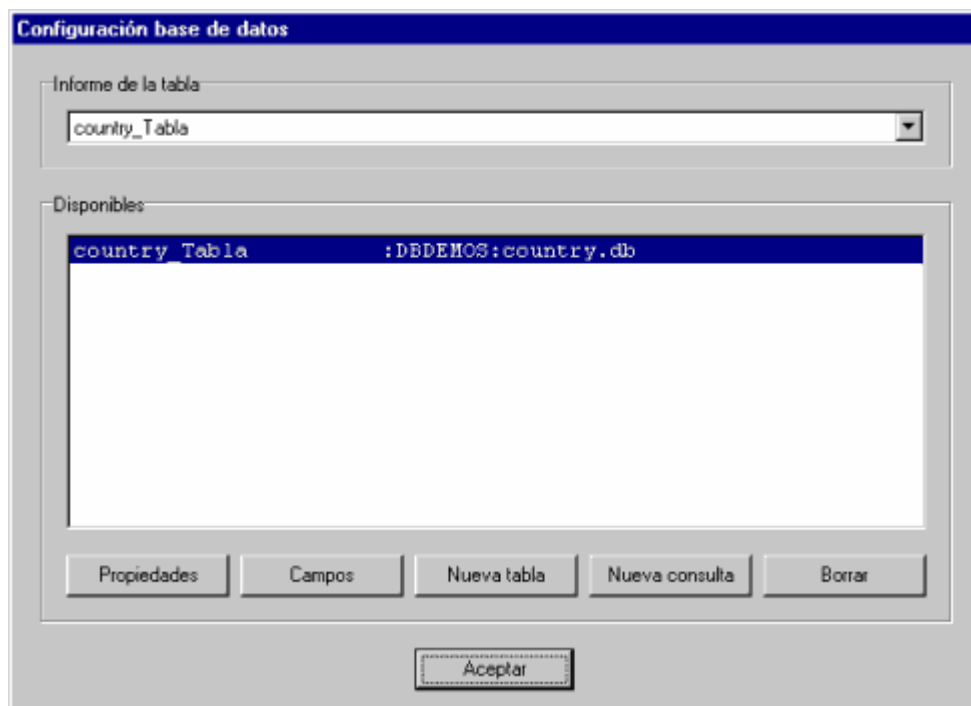 Configuración base de datos
Informe de la tabla
country_Tabla
Disponibles
country_Tabla :DBDEMOS:country.db
Propiedades Campos Nueva tabla Nueva consulta Borrar
Aceptar